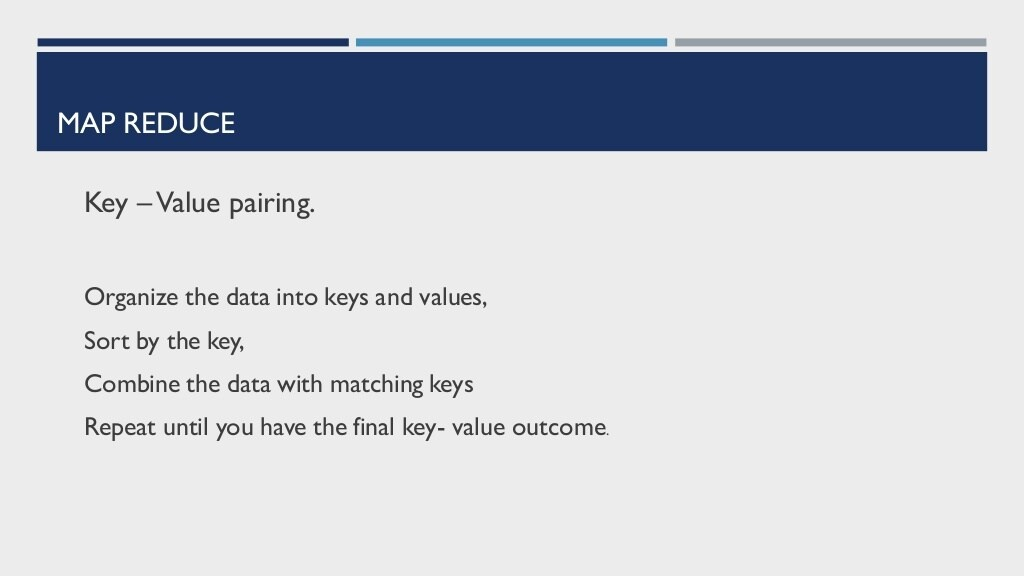 MAP REDUCE
Key – Value pairing.
Organize the data into keys and values,
Sort by the key,
Combine the data with matching keys
Repeat until you have the final key- value outcome.